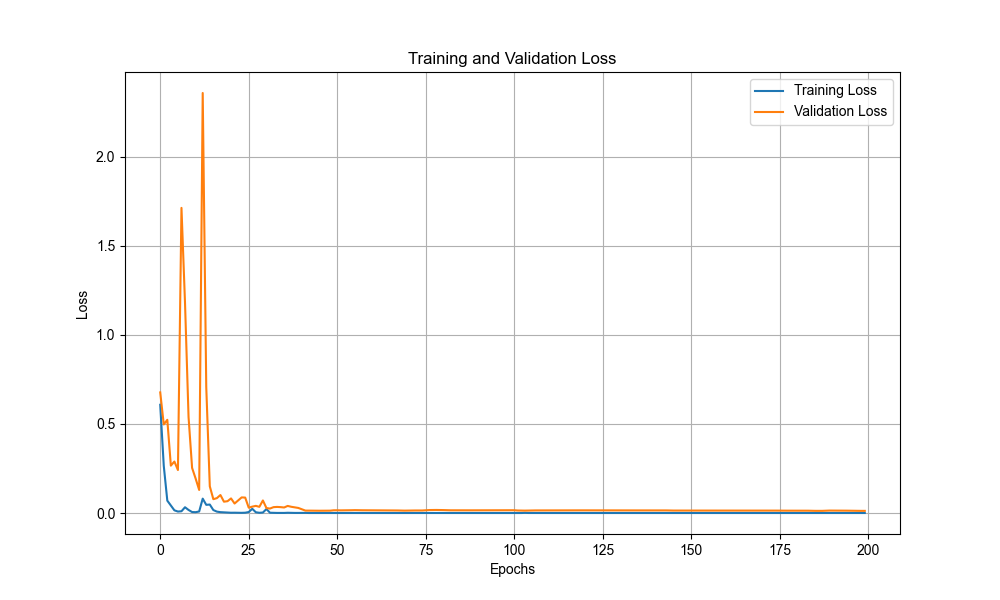 Training and Validation Loss
Training Loss
Validation Loss
2.0
1.5
1.0
0.5
0.0
Loss
0 25 50 75 100 125 150 175 200
Epochs